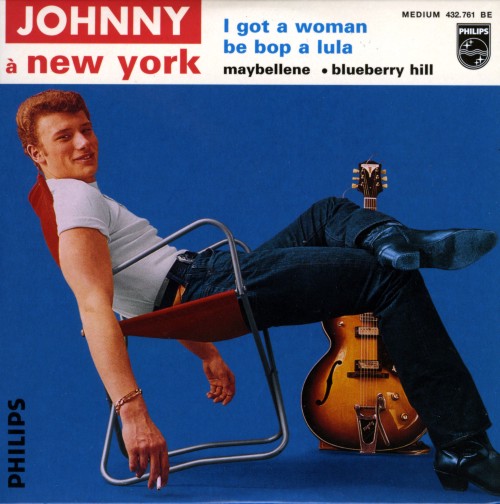 JOHNNY
à new york
I got a woman
be bop a lula
maybellene • blueberry hill
MEDIUM 432.761 BE
PHILIPS
PHILIPS